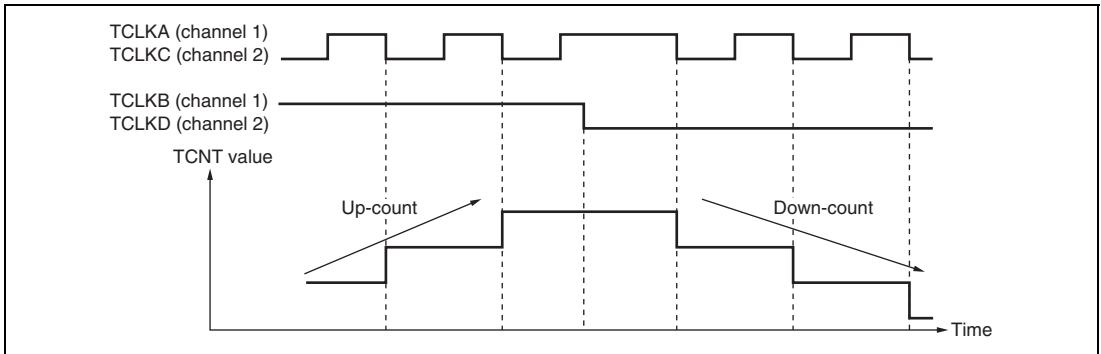 TCLKA (channel 1)
TCLKC (channel 2)
TCLKB (channel 1)
TCLKD (channel 2)
TCNT value
Up-count
Down-count
Time